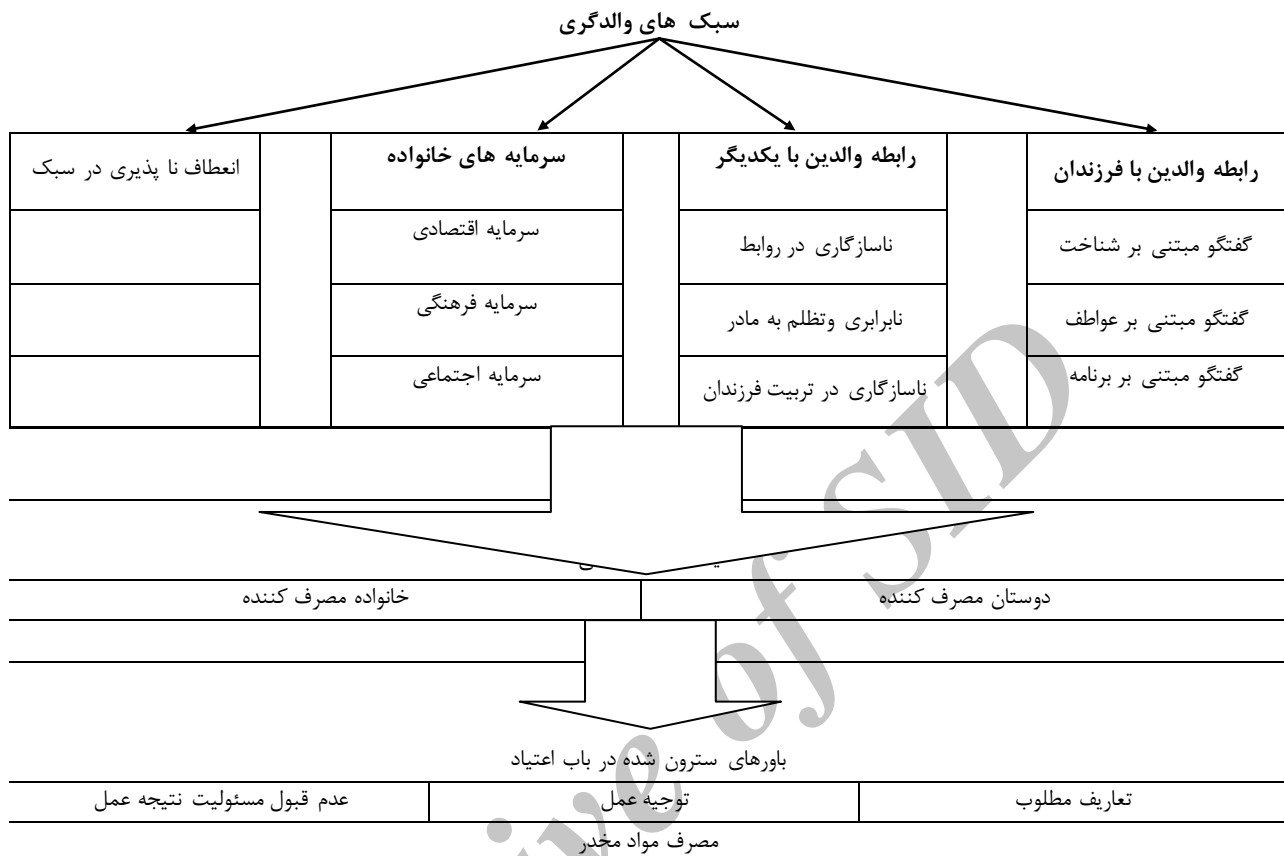 سبک های والدگری
رابطه والدین با فرزندان
رابطه والدین با یکدیگر
سرمایه های خانواده
انعطاف نا پذیری در سبک
گفتگو مبتنی بر شناخت
ناسازگاری در روابط
سرمایه اقتصادی
گفتگو مبتنی بر عواطف
نابرابری وتظلم به مادر
سرمایه فرهنگی
گفتگو مبتنی بر برنامه
ناسازگاری در تربیت فرزندان
سرمایه اجتماعی
دوستان مصرف کننده
خانواده مصرف کننده
باورهای سترون شده در باب اعتیاد
تعاریف مطلوب
توجیه عمل
عدم قبول مسئولیت نتیجه عمل
مصرف مواد مخدر
ive of SID